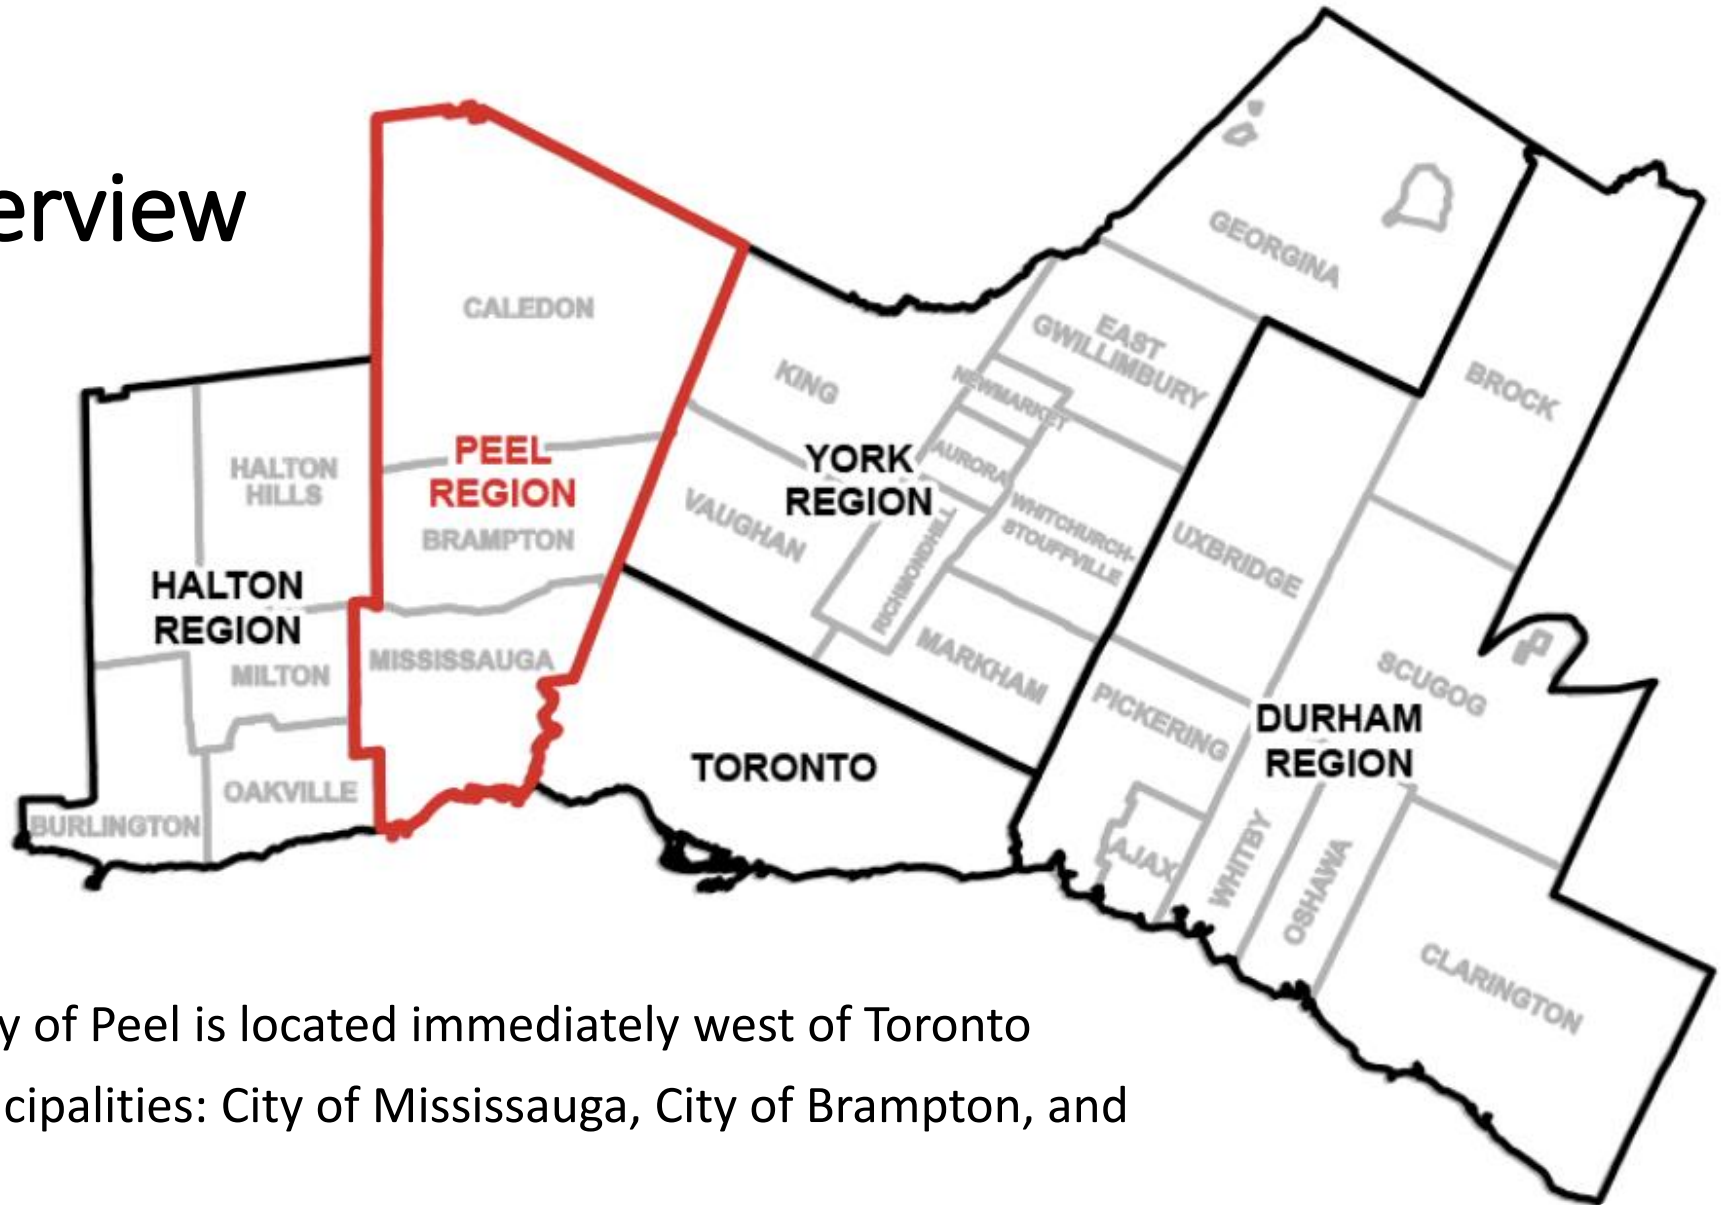 erview
GEORGINA
CALEDON
EAST
GWILLIMBURY
KING
NEWMARKET
BROCK
PEEL
REGION
YORK
REGION
AURORA
HALTON
HILLS
VAUGHAN
WHITCHURCH-
STOUFFVILLE
BRAMPTON
UXBRIDGE
RICHMONDHILL
HALTON
REGION
MILTON
MISSISSAUGA
MARKHAM
SCUGOG
PICKERING
DURHAM
REGION
TORONTO
OAKVILLE
BURLINGTON
AJAX
WHITBY
OSHAWA
CLARINGTON
y of Peel is located immediately west of Toronto
cipalities: City of Mississauga, City of Brampton, and